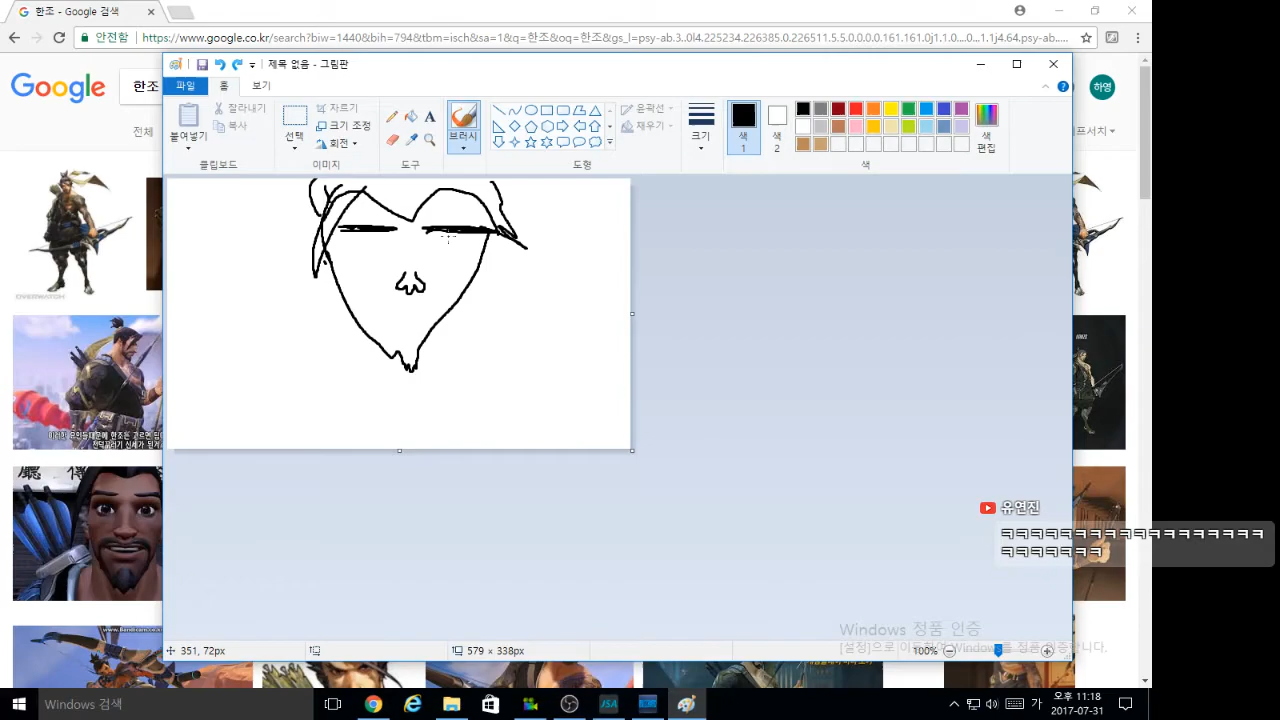 한조 - Google 검색
안전함
https://www.google.co.kr/search?biw=1440&bih=794&tbm=isch&sa=1&q=한조&oq=한조&gs_l=psy-ab.3..0l4.225234.226385.0.226511.5.5.0.0.0.0.161.161.0j1.1.0....0...1.1j4.64.psy-ab....
Google
한조
하영
전체
제목 없음 - 그림판
파일
홈
보기
붙여넣기
잘라내기
복사
선택
자르기
크기 조정
회전
브러시
윤곽선
채우기
크기
색
1
색
2
색
편집
클립보드
이미지
도구
도형
색
OVERWATCH
유연진
ㅋㅋㅋㅋㅋㅋㅋㅋㅋㅋㅋㅋㅋㅋㅋㅋㅋㅋ
ㅋㅋㅋㅋㅋㅋㅋ
Windows 정품 인증
351, 72px
579 × 338px
100%
Windows 검색
가
오후 11:18
2017-07-31